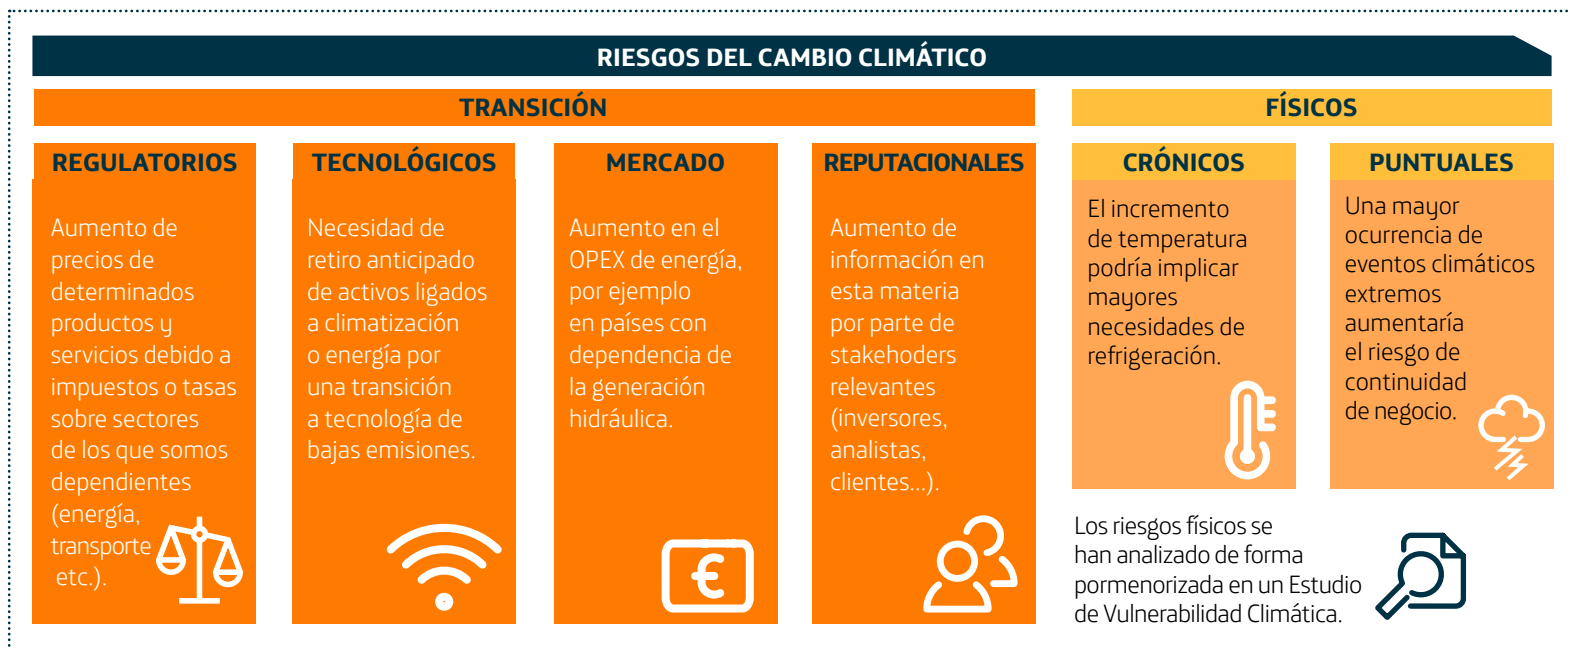 RIESGOS DEL CAMBIO CLIMÁTICO
TRANSICIÓN
REGULATORIOS
Aumento de
precios de
determinados
productos y
servicios debido a
impuestos o tasas
sobre sectores
de los que somos
dependientes
(energía,
transporte
etc.).
TECNOLÓGICOS
Necesidad de
retiro anticipado
de activos ligados
a climatización
o energía por
una transición
a tecnología de
bajas emisiones.
MERCADO
Aumento en el
OPEX de energía,
por ejemplo
en países con
dependencia de
la generación
hidráulica.
€
REPUTACIONALES
Aumento de
información en
esta materia
por parte de
stakehoders
relevantes
(inversores,
analistas,
clientes...).
FÍSICOS
CRÓNICOS
El incremento
de temperatura
podría implicar
mayores
necesidades de
refrigeración.
PUNTUALES
Una mayor
ocurrencia de
eventos climáticos
extremos
aumentaría
el riesgo de
continuidad
de negocio.
Los riesgos físicos se
han analizado de forma
pormenorizada en un Estudio
de Vulnerabilidad Climática.